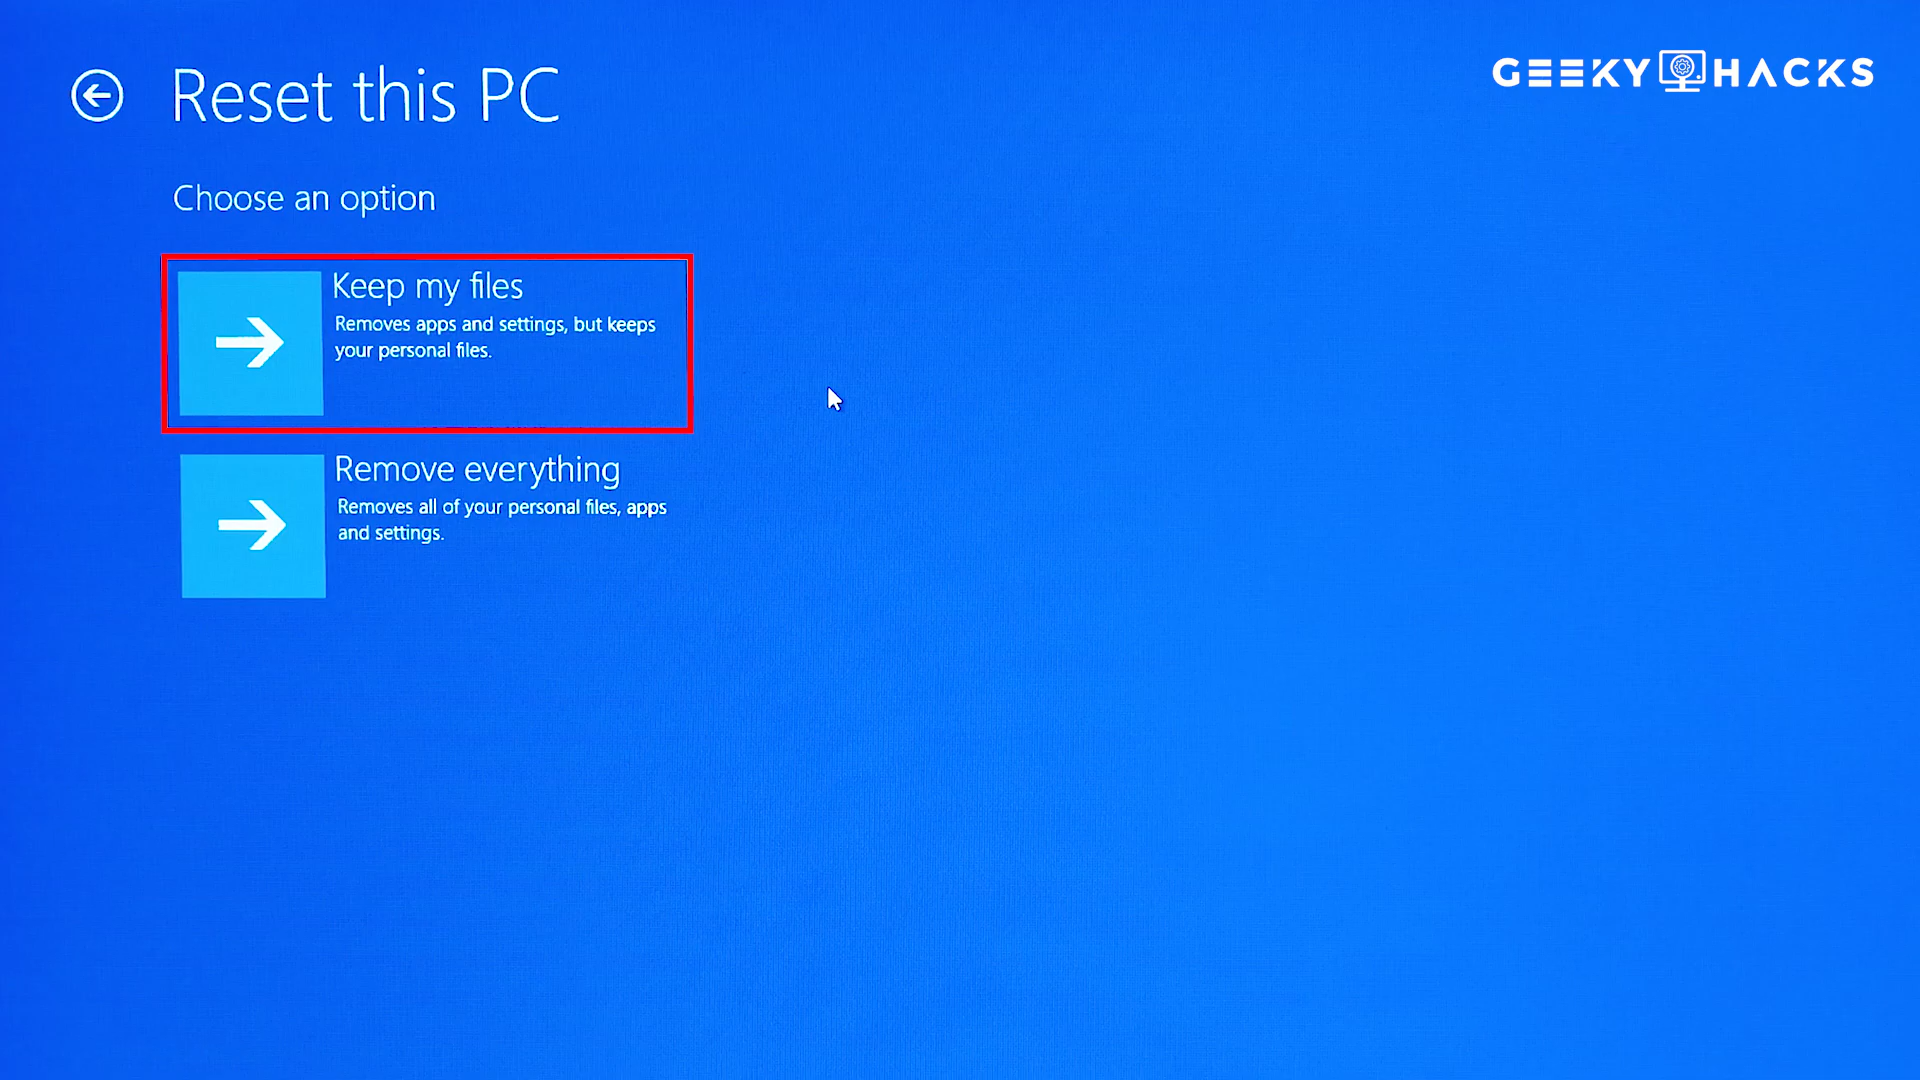 Reset this PC
GEEKY HACKS
Choose an option
Keep my files
Removes apps and settings, but keeps
your personal files.
Remove everything
Removes all of your personal files, apps
and settings.